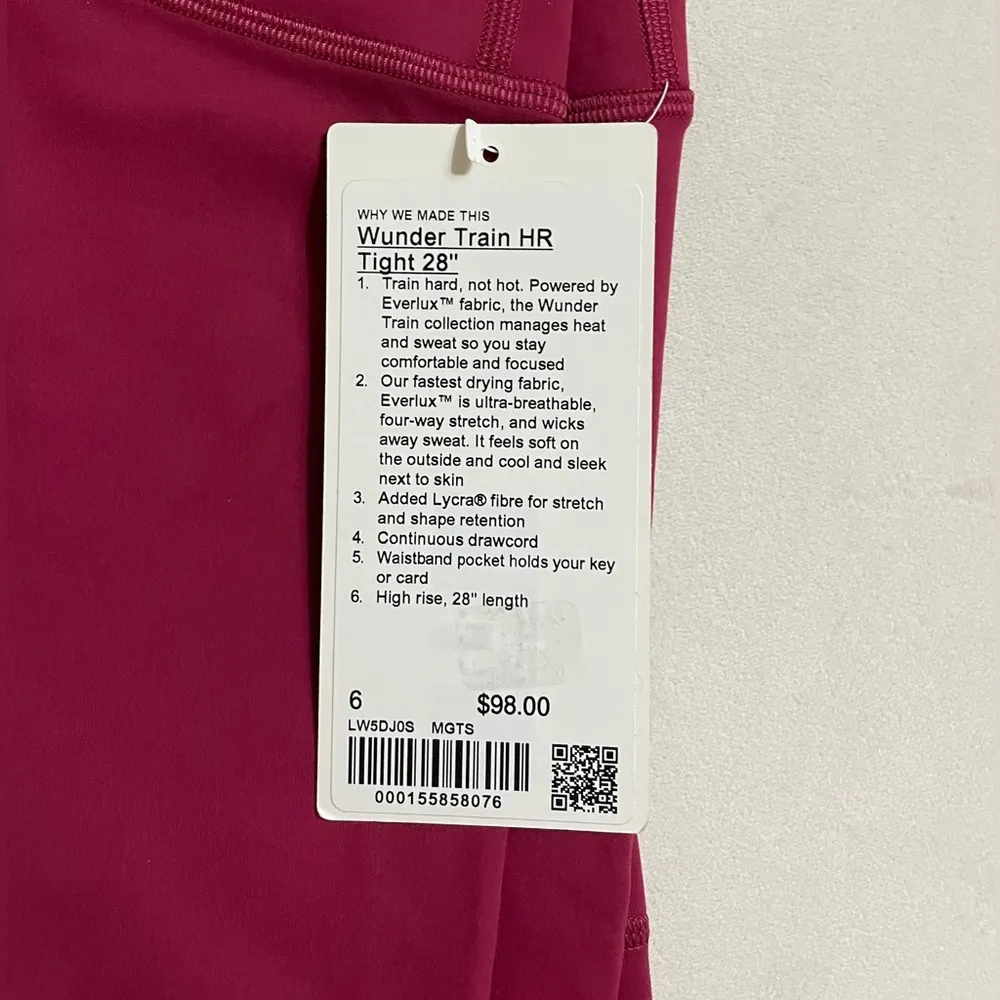 WHY WE MADE THIS
Wunder Train HR
Tight 28"
1. Train hard, not hot. Powered by
Everlux™ fabric, the Wunder
Train collection manages heat
and sweat so you stay
comfortable and focused
2. Our fastest drying fabric,
Everlux™ is ultra-breathable,
four-way stretch, and wicks
away sweat. It feels soft on
the outside and cool and sleek
next to skin
3. Added Lycra® fibre for stretch
and shape retention
4. Continuous drawcord
5. Waistband pocket holds your key
or card
6. High rise, 28" length
6 $98.00
LW5DJ0S MGTS
000155858076